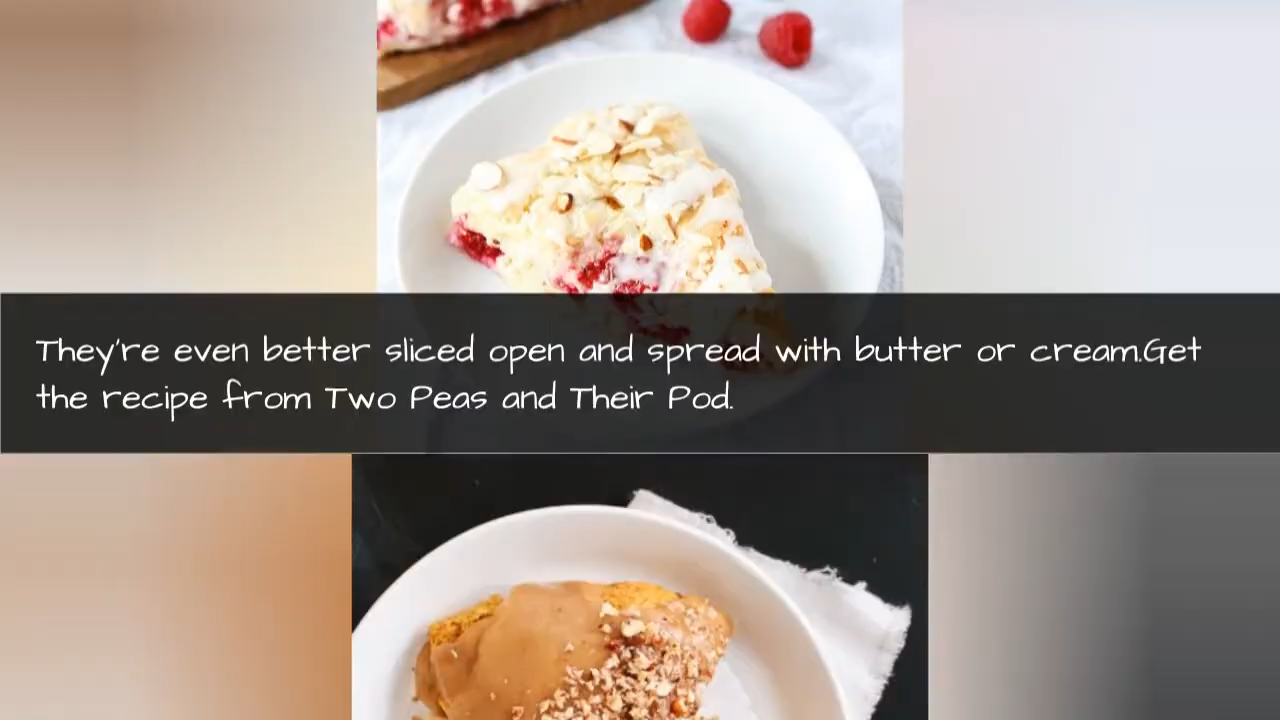 They're even better sliced open and spread with butter or cream.Get
the recipe from Two Peas and Their Pod.